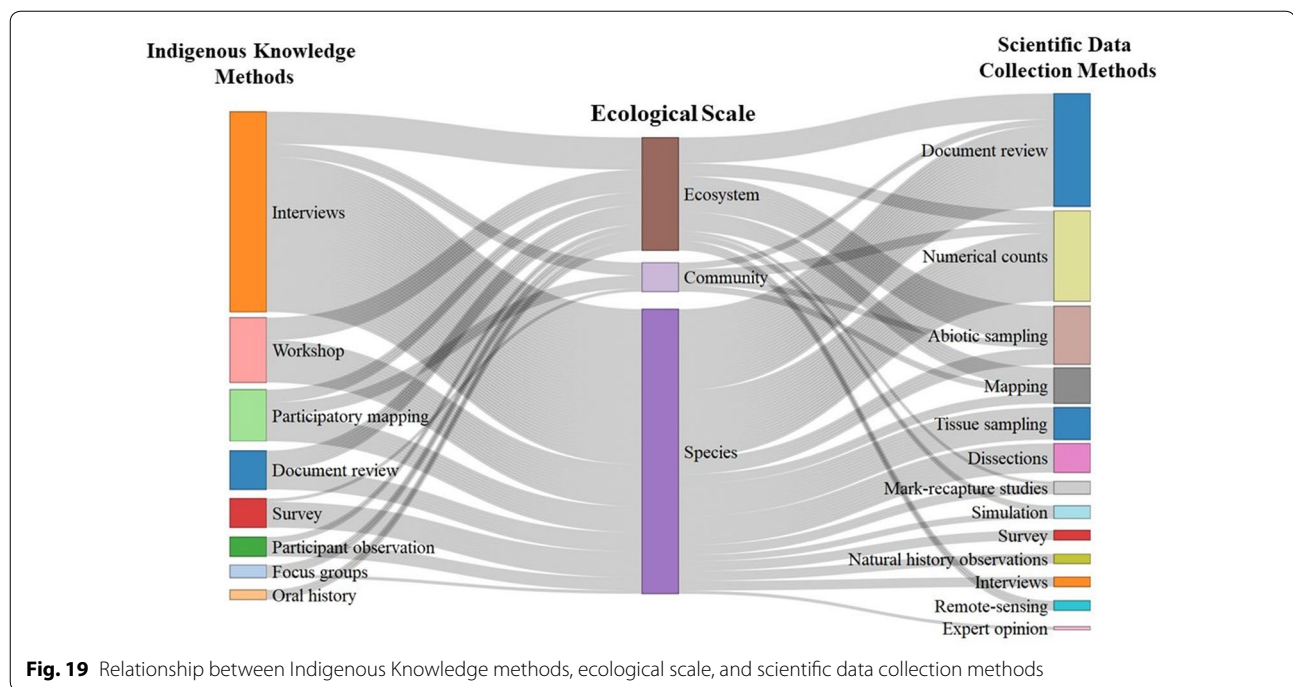 Indigenous Knowledge
Methods
Interviews
Workshop
Participatory mapping
Document review
Survey
Participant observation
Focus groups
Oral history
Ecological Scale
Ecosystem
Community
Species
Scientific Data
Collection Methods
Document review
Numerical counts
Abiotic sampling
Mapping
Tissue sampling
Dissections
Mark-recapture studies
Simulation
Survey
Natural history observations
Interviews
Remote-sensing
Expert opinion
Fig. 19 Relationship between Indigenous Knowledge methods, ecological scale, and scientific data collection methods